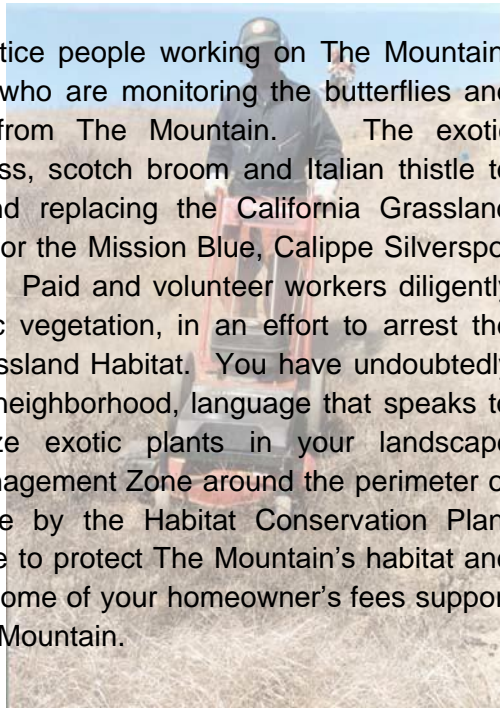 tice people working on The Mountain
who are monitoring the butterflies and
from The Mountain. The exotic
ss, scotch broom and Italian thistle to
nd replacing the California Grassland
or the Mission Blue, Calippe Silverspo
Paid and volunteer workers diligently
c vegetation, in an effort to arrest the
ssland Habitat. You have undoubtedly
neighborhood, language that speaks to
ze exotic plants in your landscape
nagement Zone around the perimeter o
e by the Habitat Conservation Plan
e to protect The Mountain's habitat and
ome of your homeowner's fees suppor
Mountain.